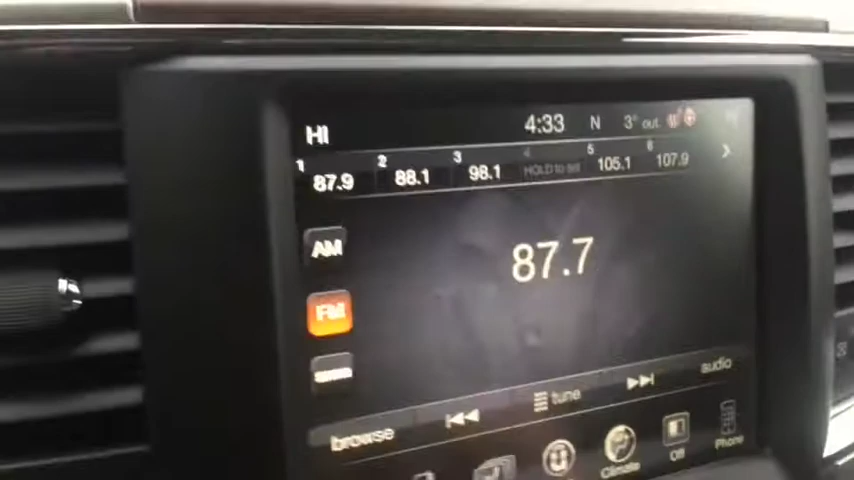 HI 4:33 N 3° out
1 87.9 2 88.1 3 98.1 4 HOLD to set 5 105.1 6 107.9
AM
87.7
FM
browse tune audio
Climate Off Phone